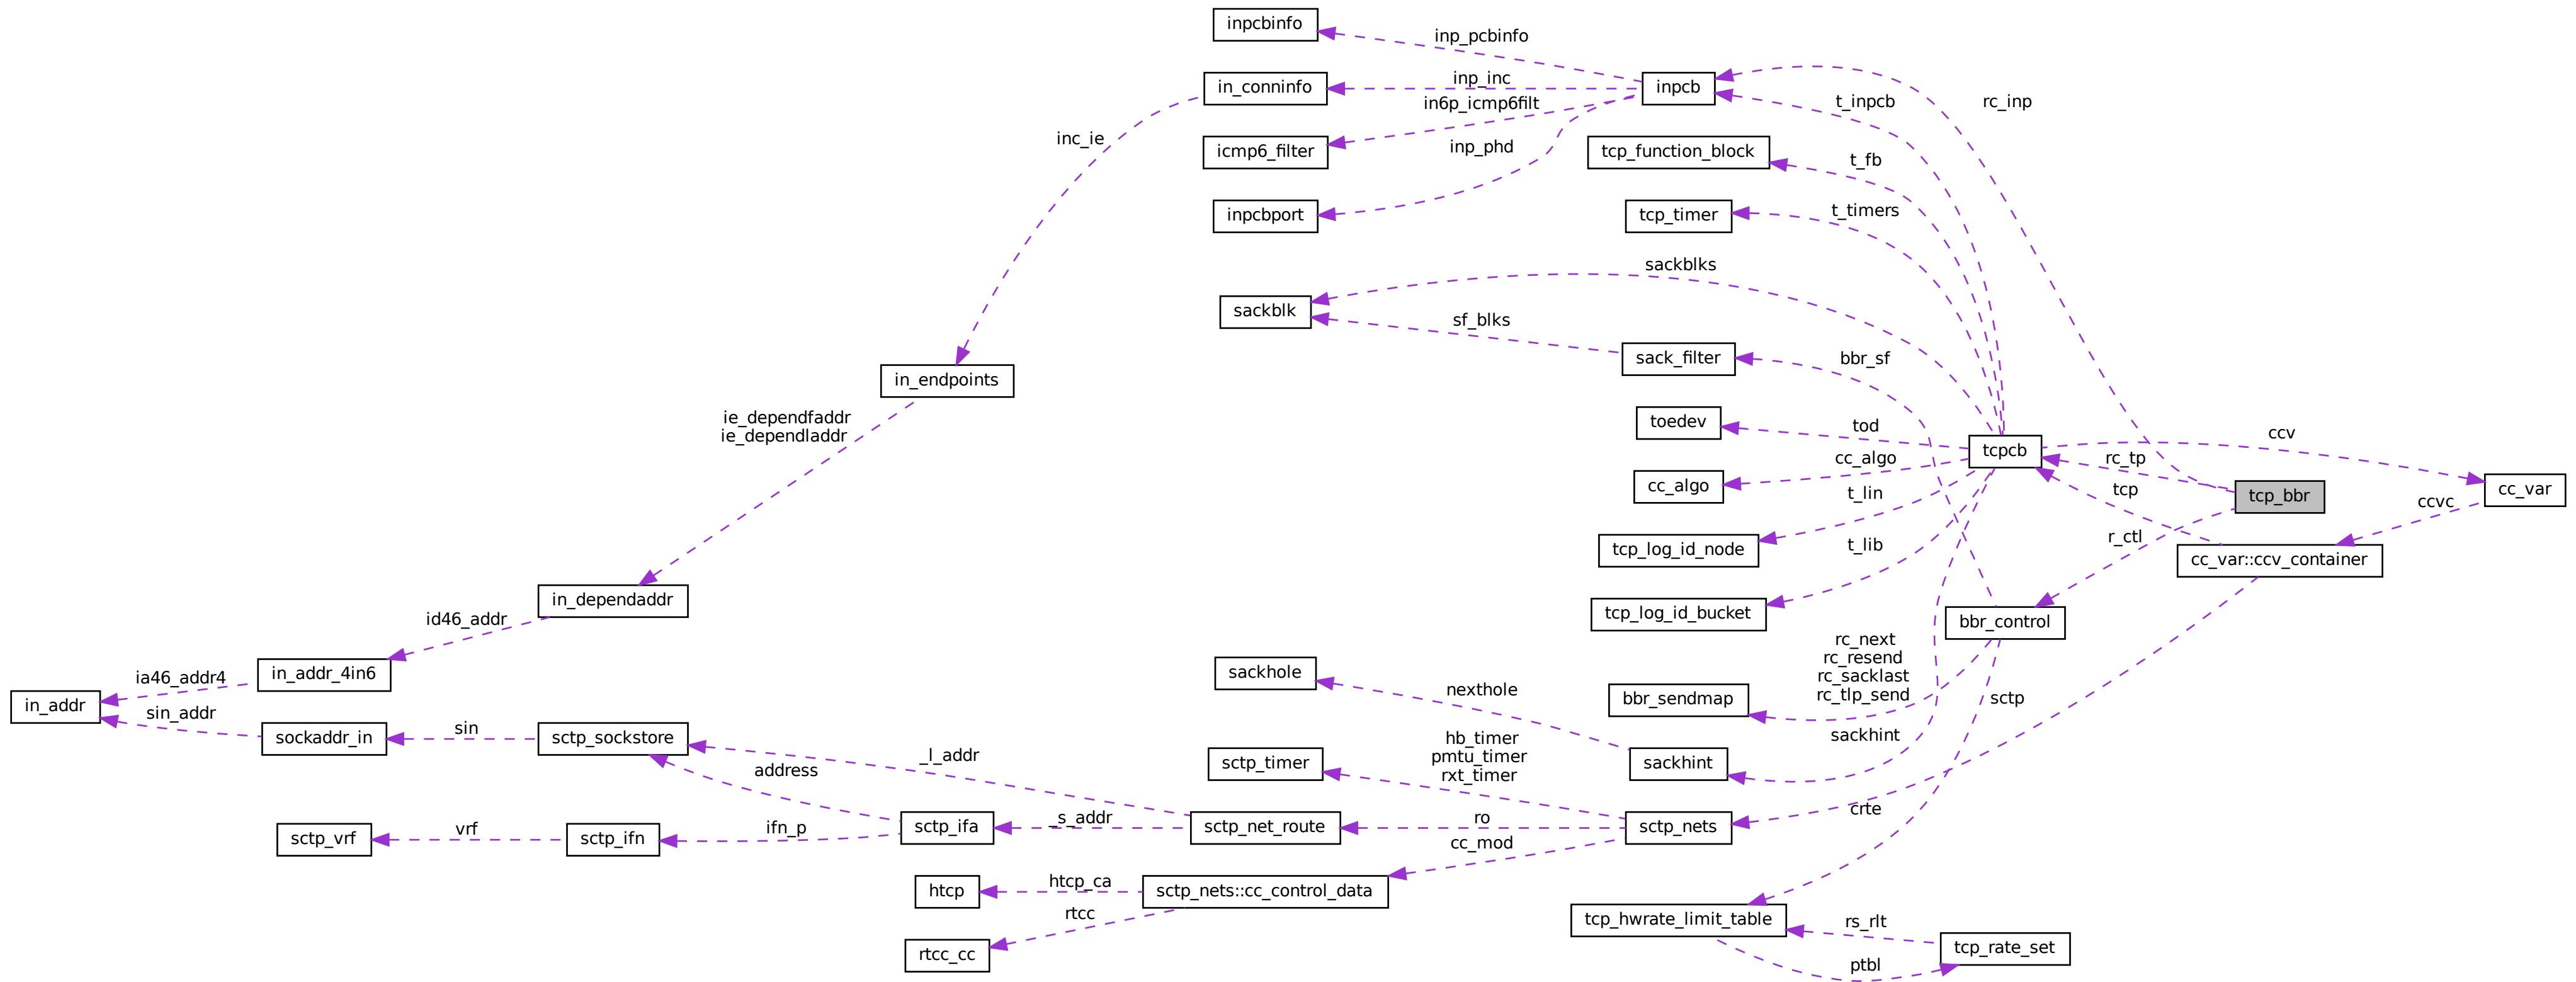 inpcbinfo
inp_pcbinfo
in_conninfo
inp_inc
inpcb
in6p_icmp6filt
t_inpcb
rc_inp
inc_ie
icmp6_filter
inp_phd
tcp_function_block
t_fb
inpcbport
tcp_timer
t_timers
sackblks
sackblk
sf_blks
sack_filter
bbr_sf
in_endpoints
ie_dependfaddr
ie_dependladdr
toedev
tod
tcpcb
ccv
cc_algo
cc_algo
rc_tp
tcp
tcp_bbr
cc_var
t_lin
ccvc
tcp_log_id_node
t_lib
r_ctl
cc_var::ccv_container
in_dependaddr
tcp_log_id_bucket
bbr_control
id46_addr
rc_next
rc_resend
rc_sacklast
rc_tlp_send
in_addr_4in6
ia46_addr4
in_addr
sin_addr
sackhole
nexthole
bbr_sendmap
sctp
sockaddr_in
sin
sctp_sockstore
_l_addr
address
sackhint
hb_timer
pmtu_timer
rxt_timer
sctp_timer
sackhint
crte
sctp_vrf
vrf
sctp_ifn
ifn_p
sctp_ifa
_s_addr
sctp_net_route
ro
sctp_nets
cc_mod
htcp
htcp_ca
sctp_nets::cc_control_data
rtcc
rtcc_cc
tcp_hwrate_limit_table
rs_rlt
tcp_rate_set
ptbl